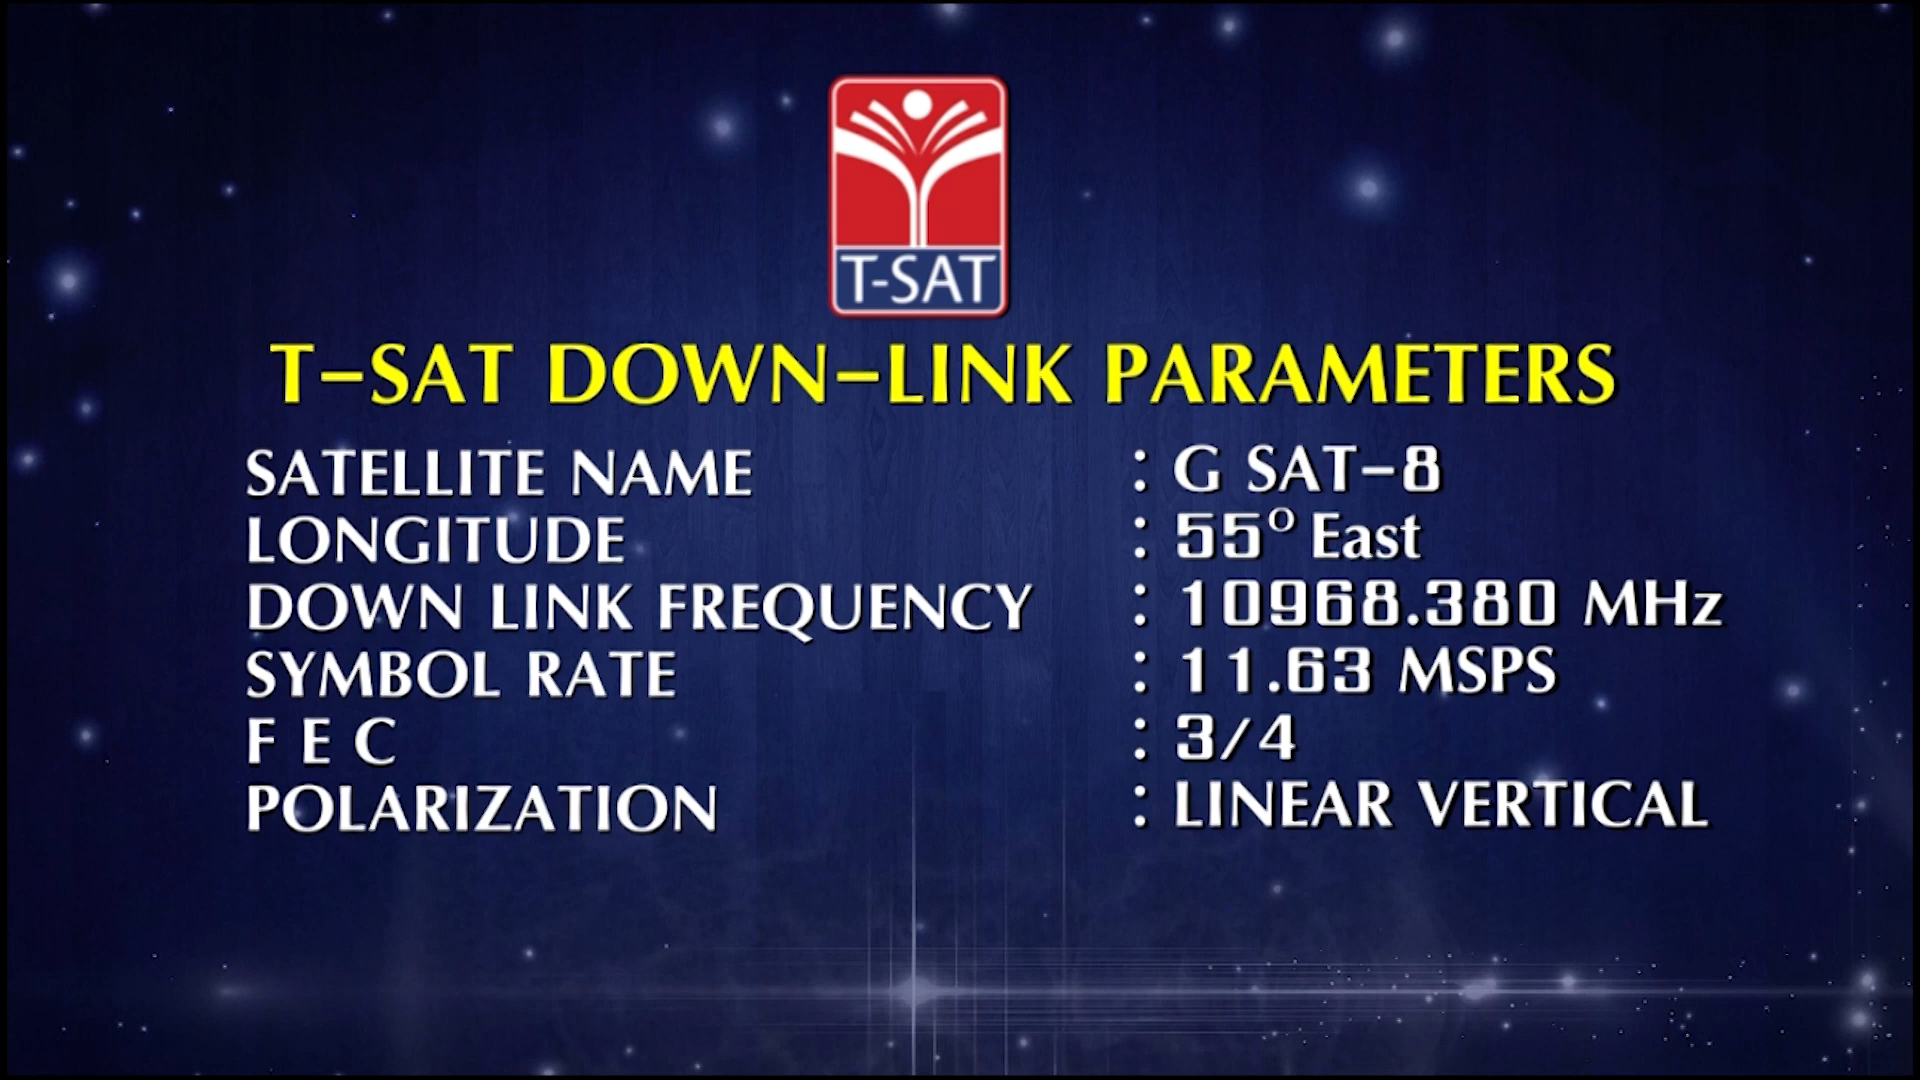 T-SAT
T-SAT DOWN-LINK PARAMETERS
SATELLITE NAME : G SAT-8
LONGITUDE : 55° East
DOWN LINK FREQUENCY : 10968.380 MHz
SYMBOL RATE : 11.63 MSPS
F E C : 3/4
POLARIZATION : LINEAR VERTICAL